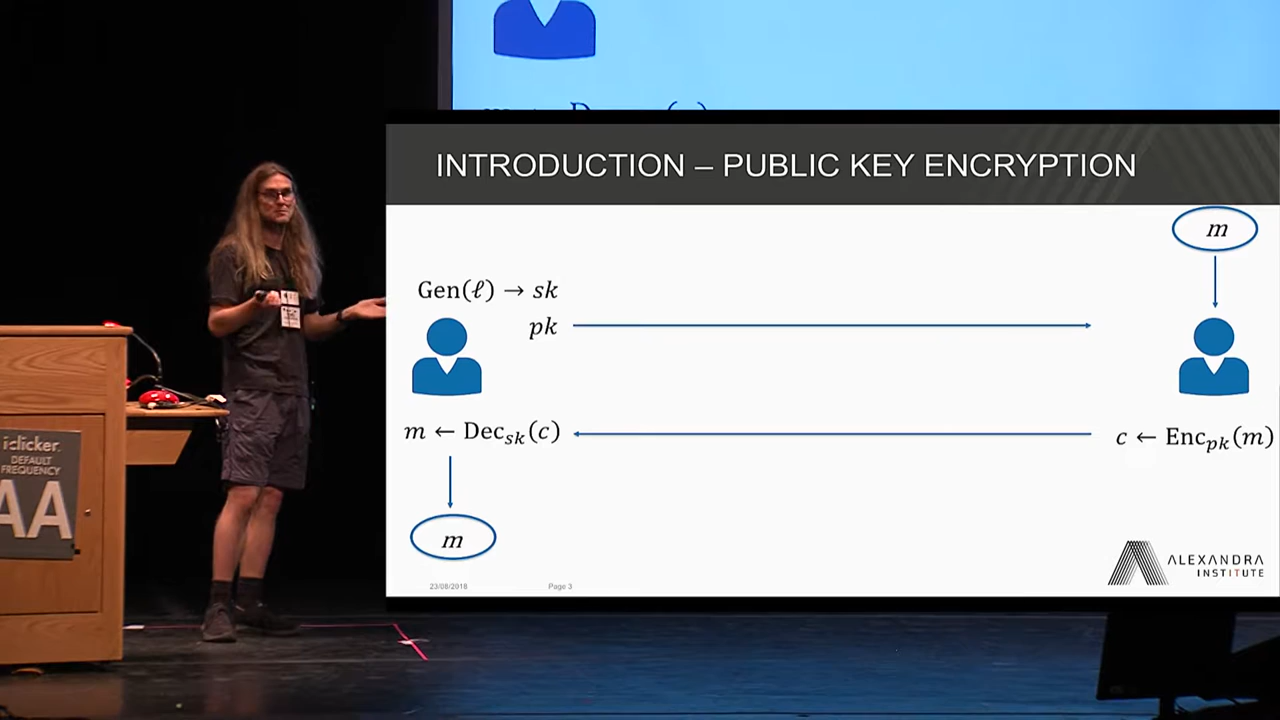 INTRODUCTION – PUBLIC KEY ENCRYPTION
m
Gen(ℓ) → sk
pk
m ← Dec_sk(c)
c ← Enc_pk(m)
m
ALEXANDRA
INSTITUTE
23/08/2018
Page 3
iclicker.
DEFAULT
FREQUENCY
AA